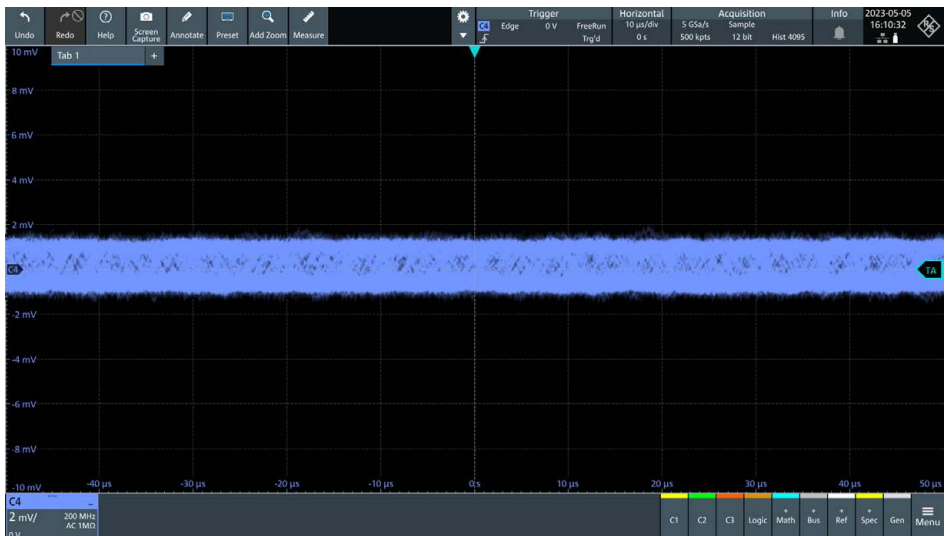 Undo
Redo
Help
Screen
Capture
Annotate
Preset
Add Zoom
Measure
Trigger
C4 Edge 0 V FreeRun
Trg'd
Horizontal
10 µs/div
0 s
Acquisition
5 GSa/s Sample
500 kpts 12 bit Hist 4095
Info
2023-05-05
16:10:32
R&S
10 mV
Tab 1 +
8 mV
6 mV
4 mV
2 mV
C4
TA
-2 mV
-4 mV
-6 mV
-8 mV
-10 mV
-40 µs -30 µs -20 µs -10 µs 0 s 10 µs 20 µs 30 µs 40 µs 50 µs
C4
2 mV/ 200 MHz
AC 1MΩ
0 V
C1
C2
C3
Logic
+ Math
+ Bus
+ Ref
+ Spec
Gen
Menu